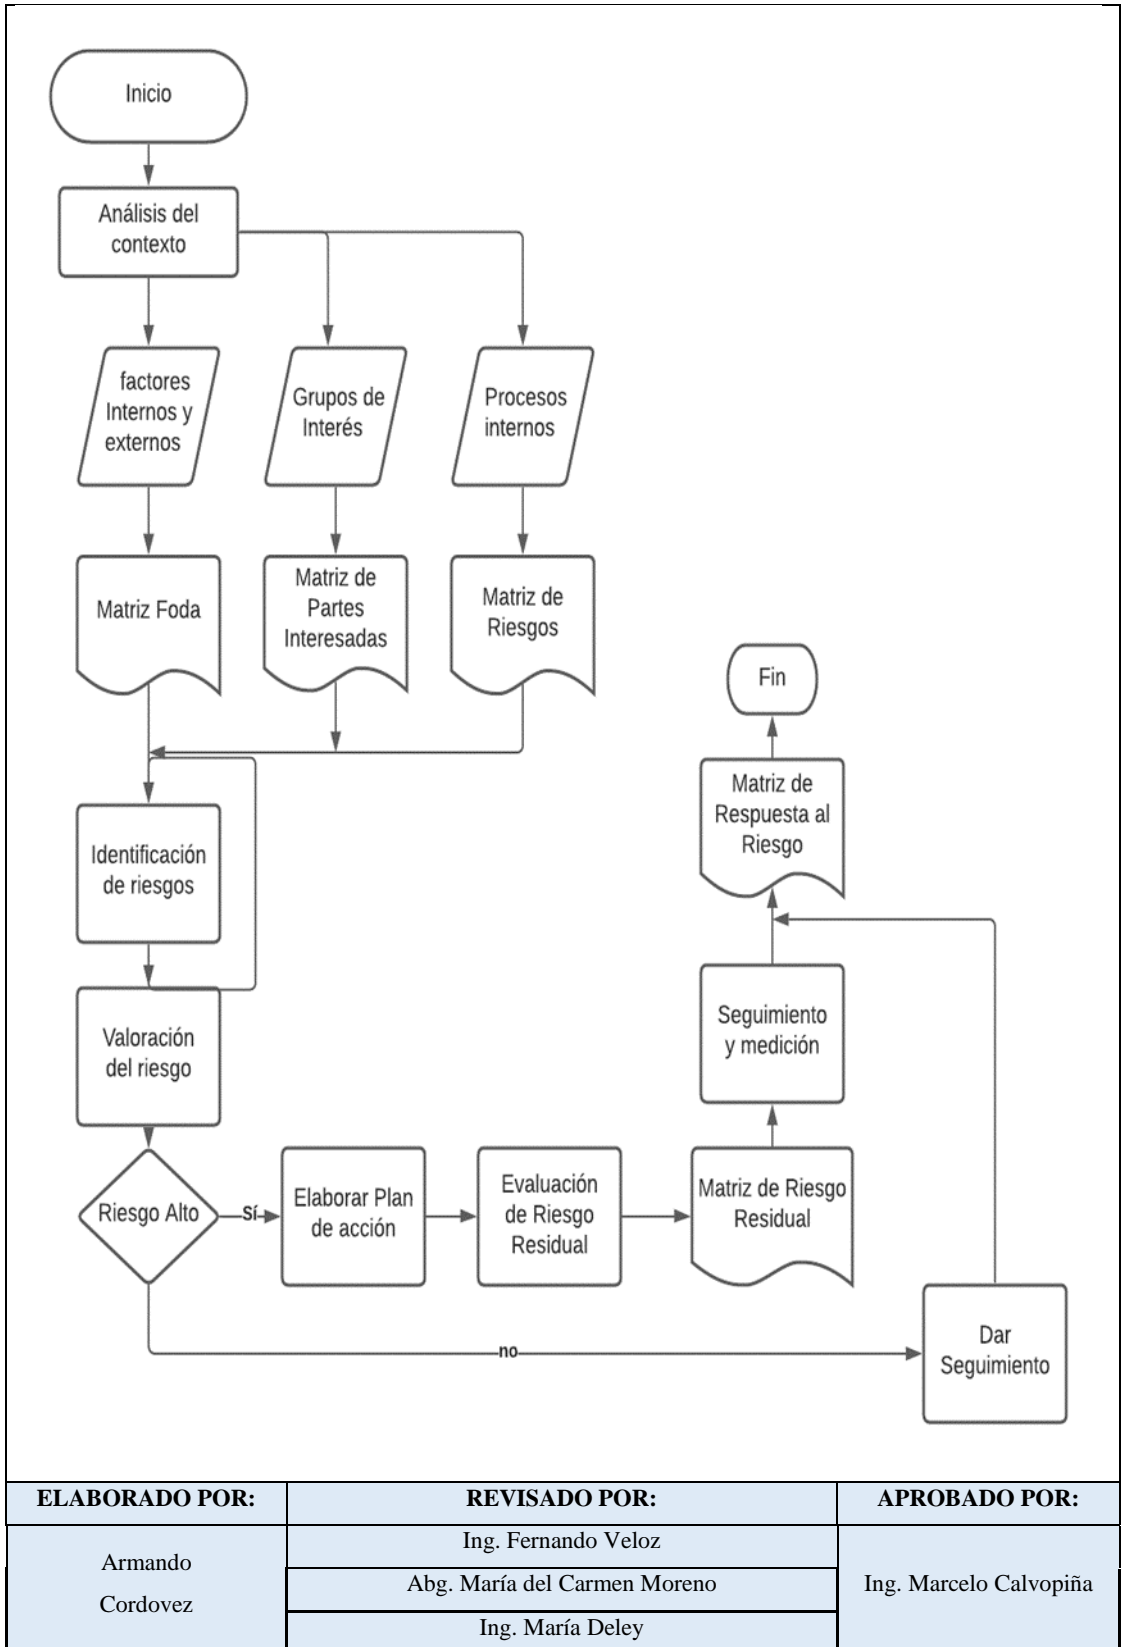 Inicio
Análisis del
contexto
factores
Internos y
externos
Grupos de
Interés
Procesos
internos
Matriz Foda
Matriz de
Partes
Interesadas
Matriz de
Riesgos
Fin
Matriz de
Respuesta al
Riesgo
Identificación
de riesgos
Seguimiento
y medición
Valoración
del riesgo
Riesgo Alto
Sí
Elaborar Plan
de acción
Evaluación
de Riesgo
Residual
Matriz de Riesgo
Residual
no
Dar
Seguimiento
ELABORADO POR:
REVISADO POR:
APROBADO POR:
Armando
Cordovez
Ing. Fernando Veloz
Abg. María del Carmen Moreno
Ing. María Deley
Ing. Marcelo Calvopiña